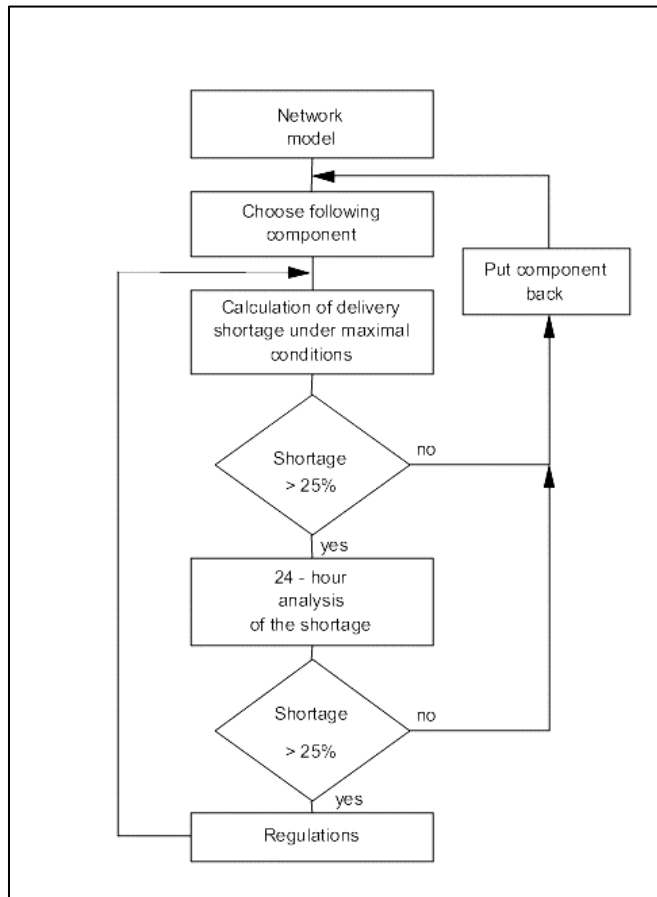 Network
model
Choose following
component
Put component
back
Calculation of delivery
shortage under maximal
conditions
Shortage
> 25%
no
yes
24 - hour
analysis
of the shortage
Shortage
> 25%
no
yes
Regulations